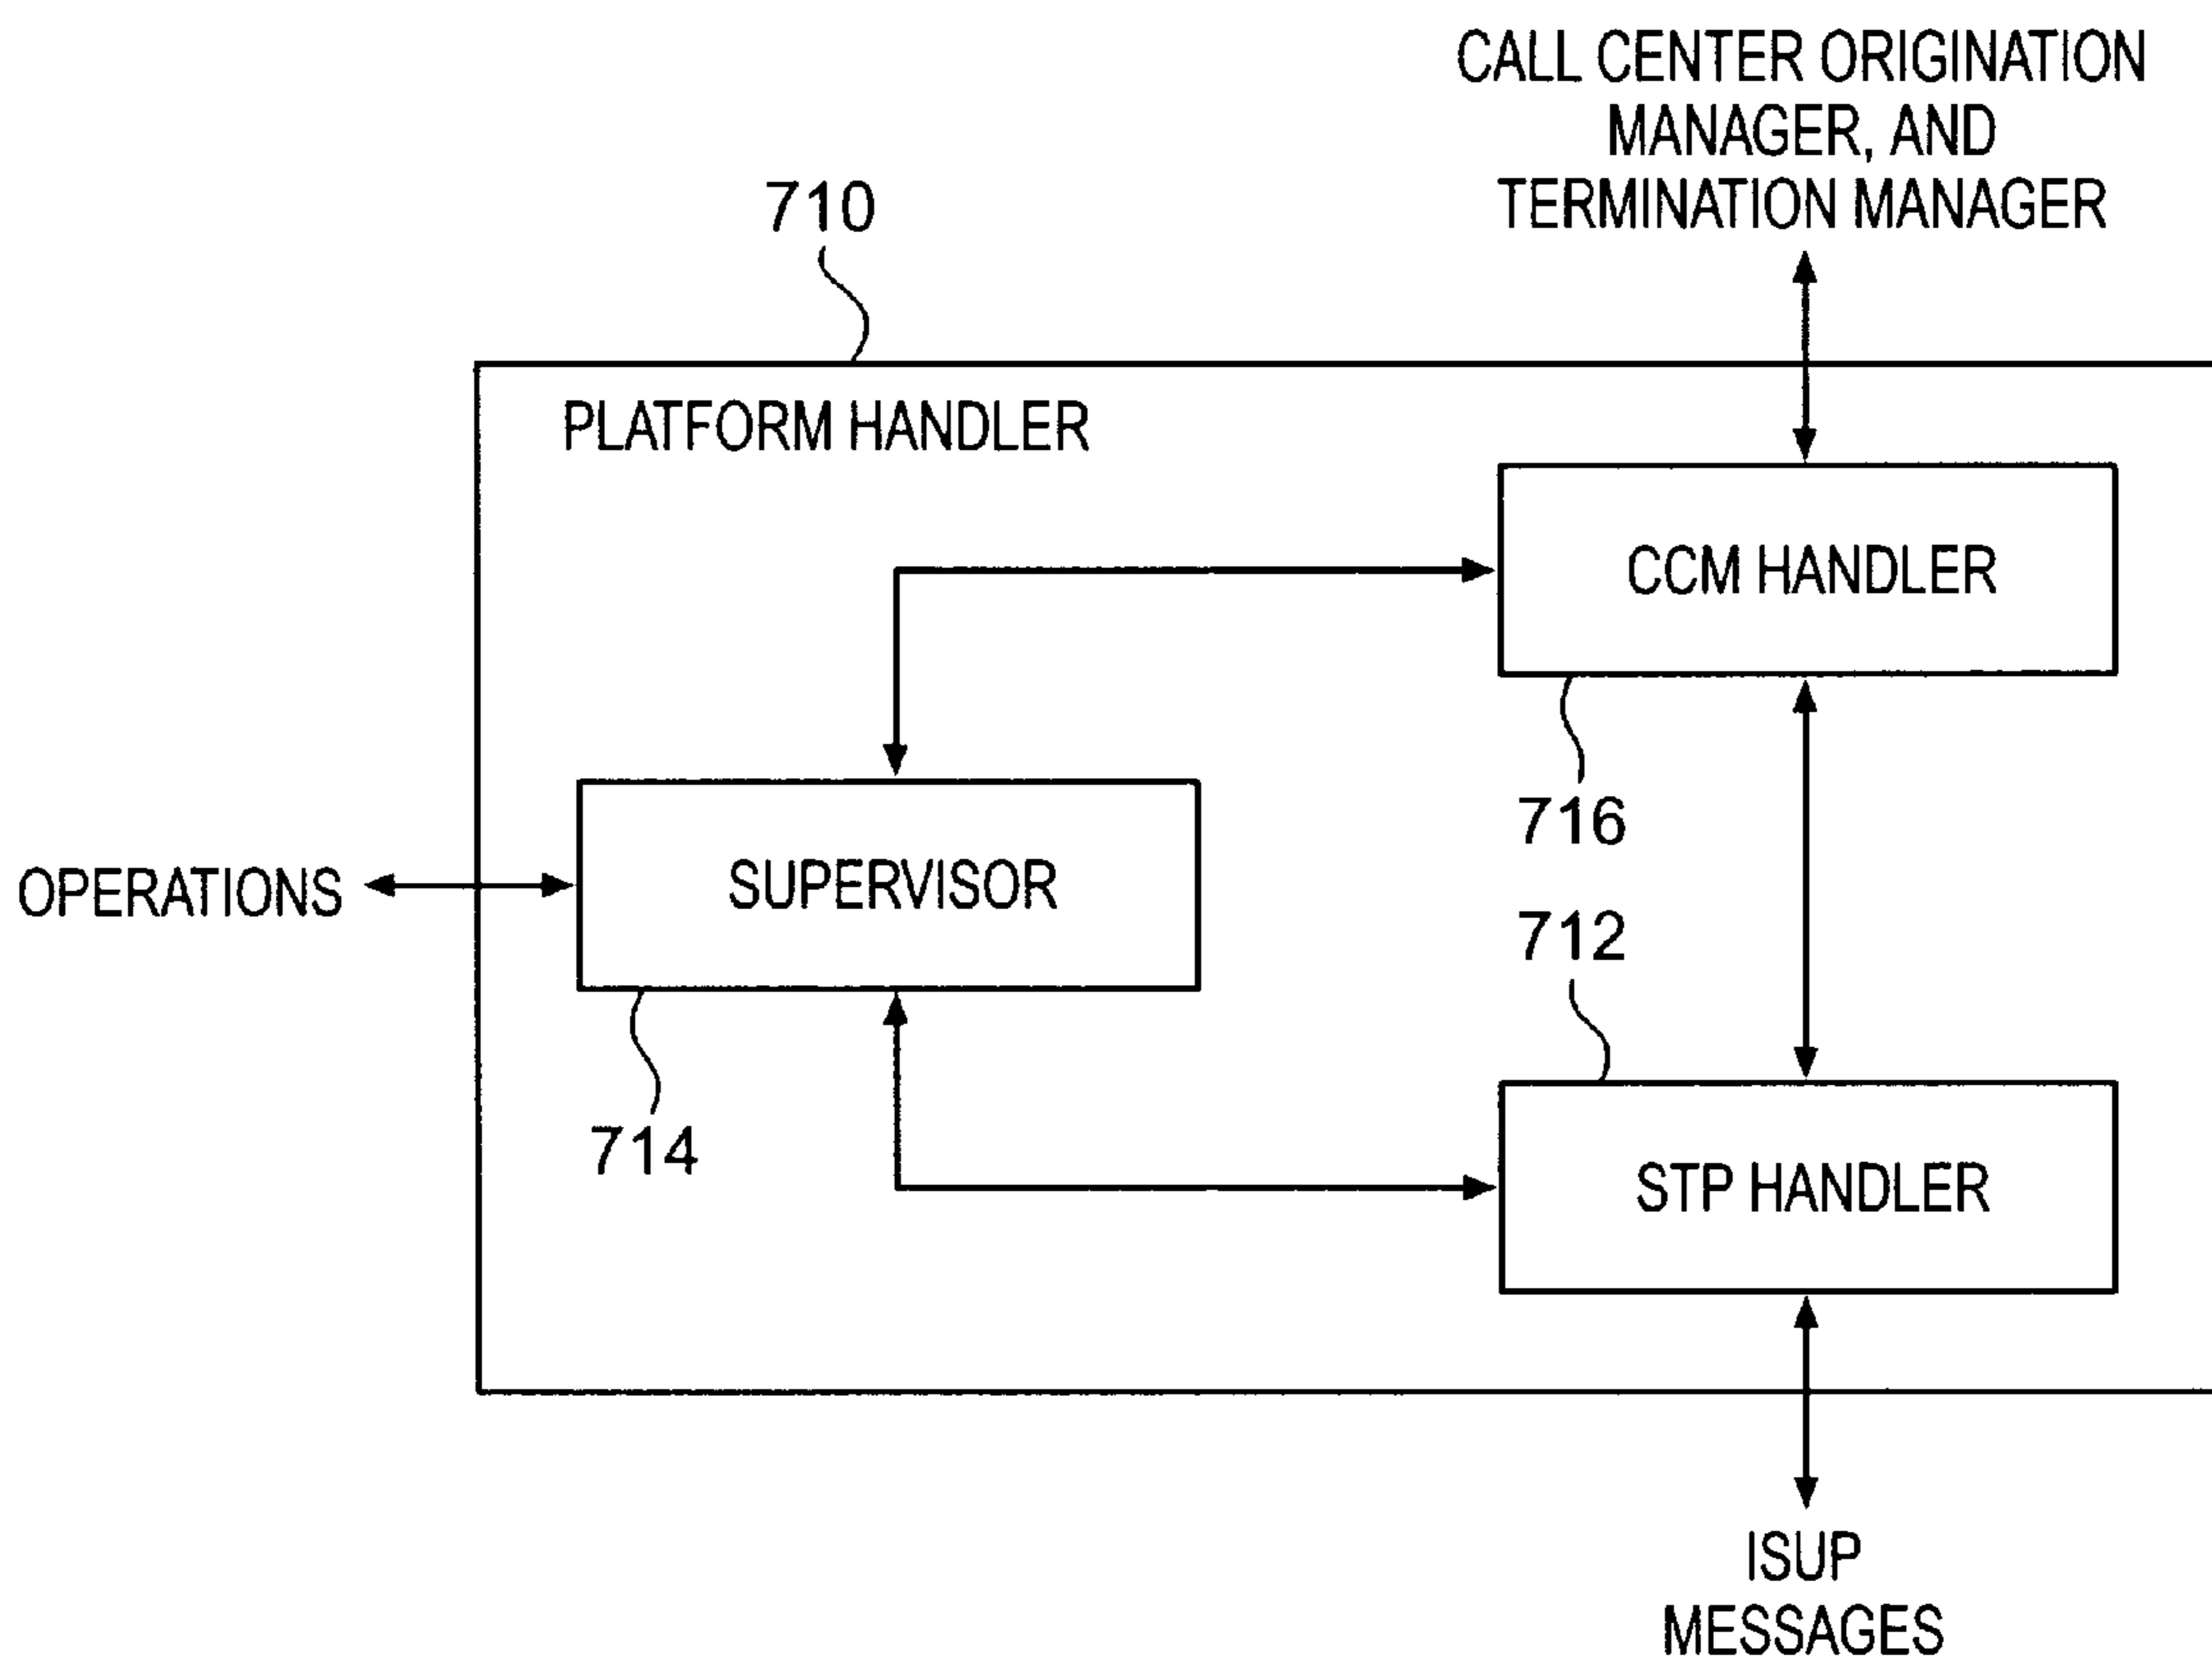 CALL CENTER ORIGINATION
MANAGER, AND
TERMINATION MANAGER
710
PLATFORM HANDLER
CCM HANDLER
716
OPERATIONS
SUPERVISOR
712
714
STP HANDLER
ISUP
MESSAGES